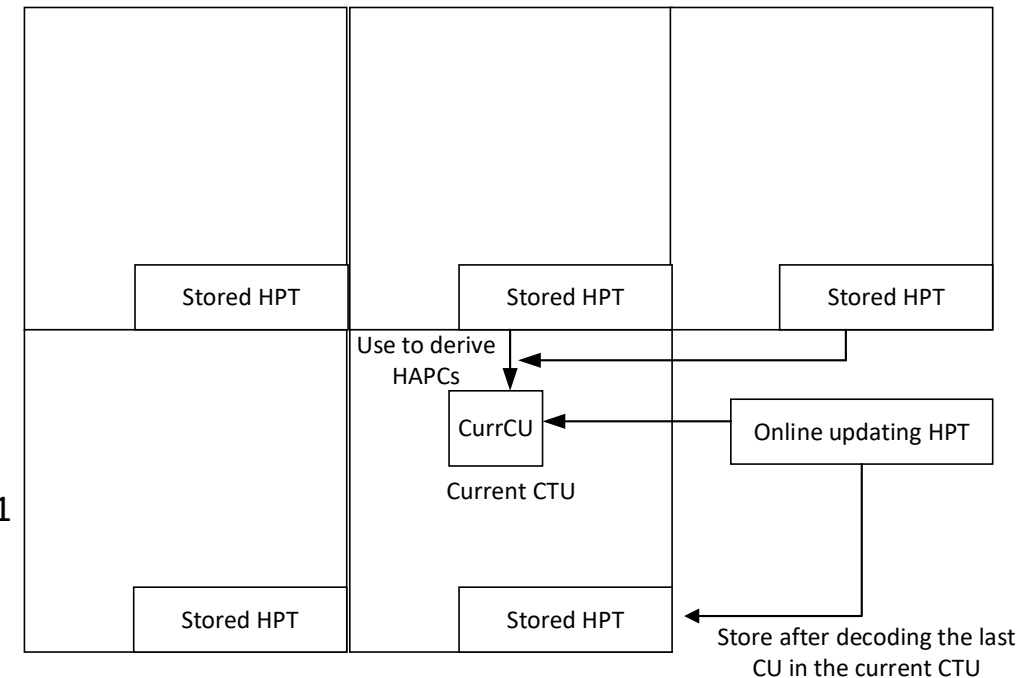 Stored HPT
Stored HPT
Stored HPT
Use to derive
HAPCs
CurrCU
Online updating HPT
Current CTU
1
Stored HPT
Stored HPT
Store after decoding the last
CU in the current CTU